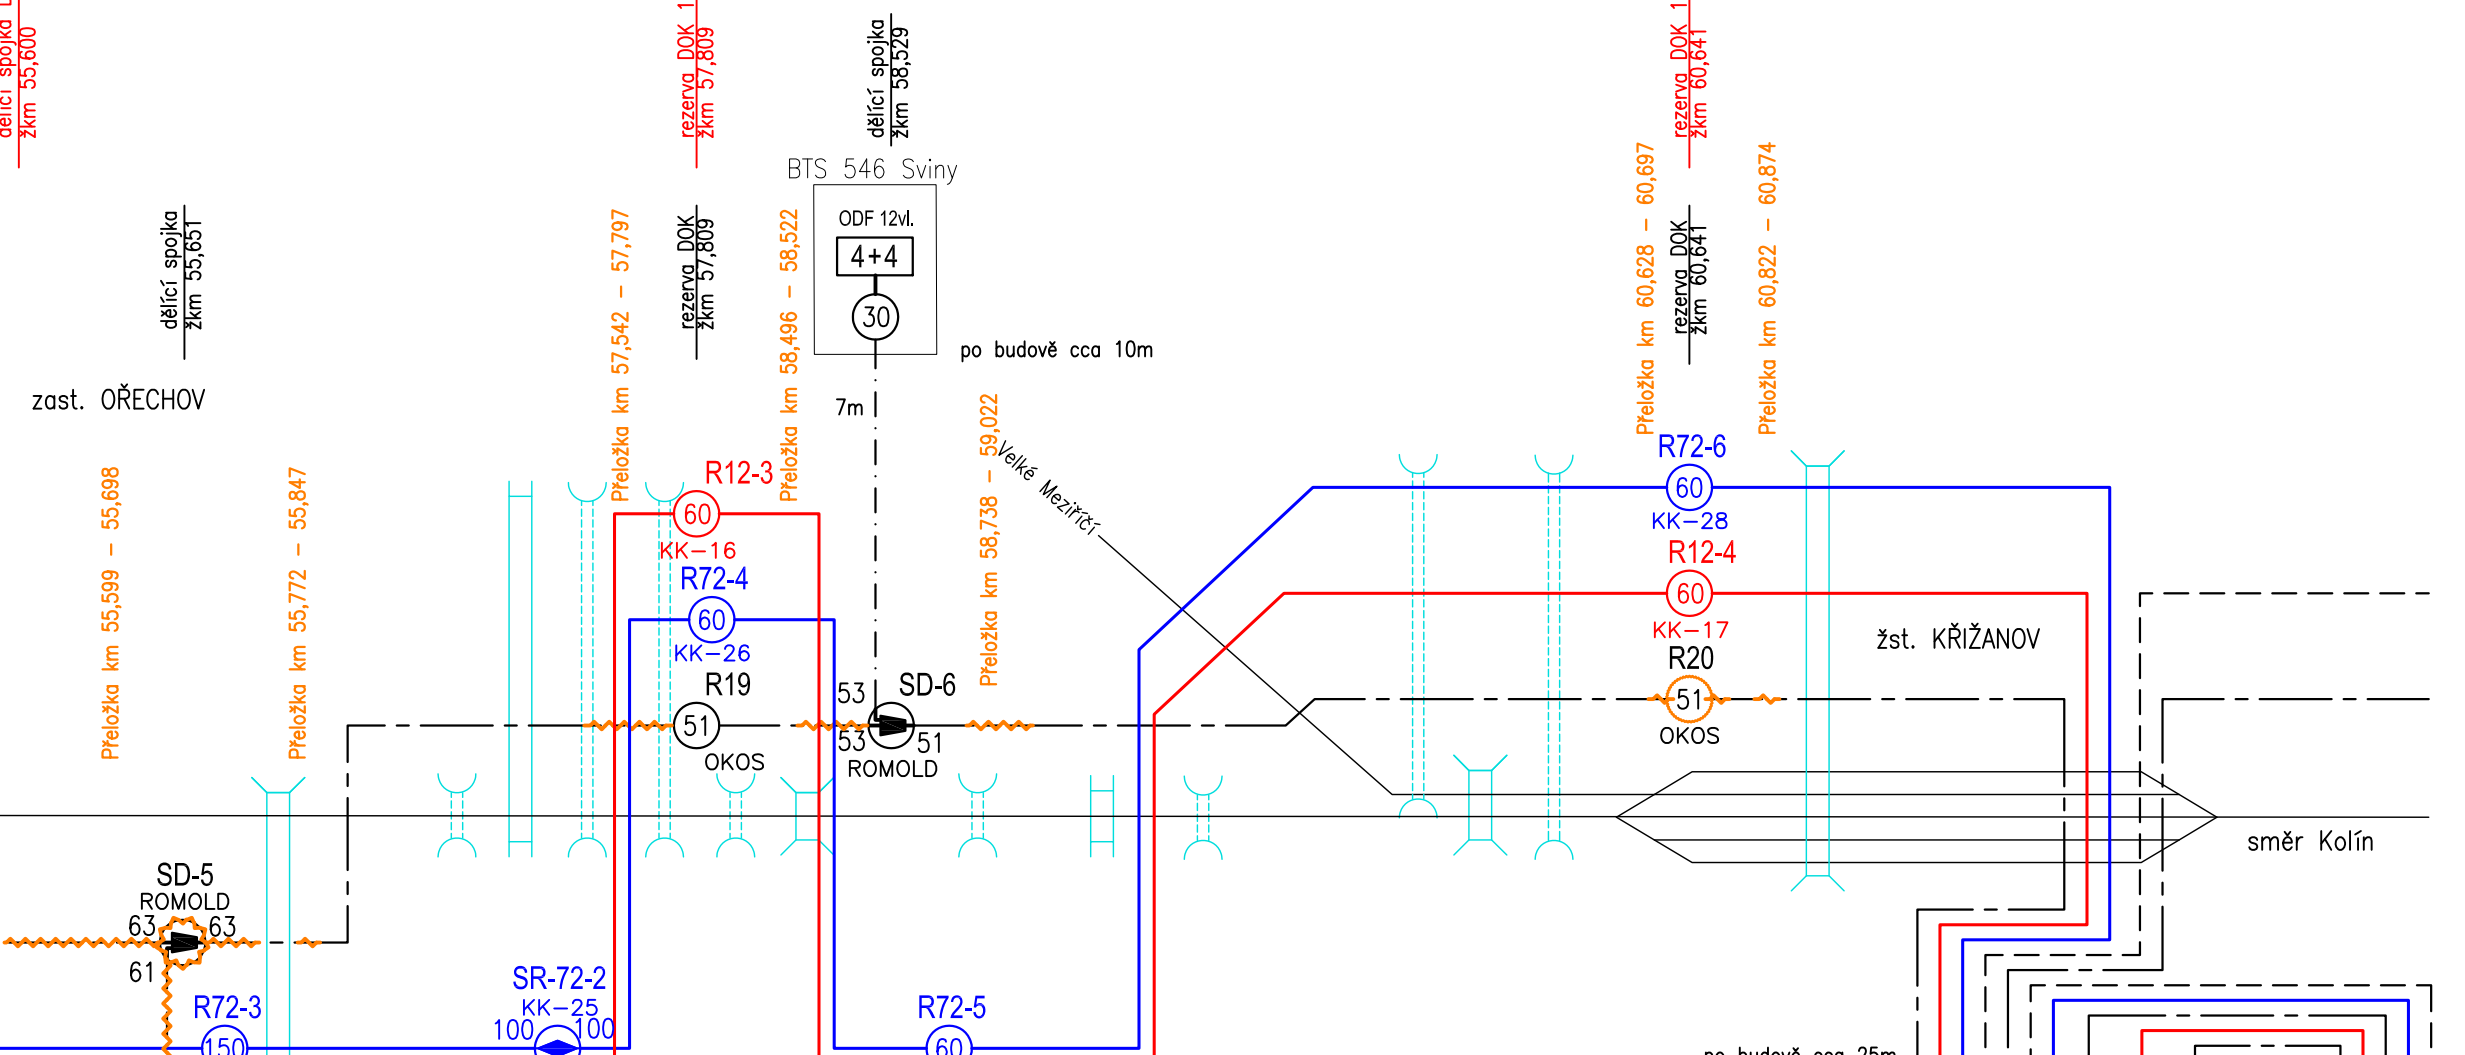 dělící spojka
žkm 55,600
rezerva DOK 1
žkm 57,809
dělící spojka
žkm 58,529
rezerva DOK 1
žkm 60,641
BTS 546 Sviny
ODF 12vl.
4+4
30
po budově cca 10m
7m
dělící spojka
žkm 55,651
rezerva DOK
žkm 57,809
rezerva DOK
žkm 60,641
Přeložka km 57,542 - 57,797
Přeložka km 58,496 - 58,522
Přeložka km 60,628 - 60,697
Přeložka km 60,822 - 60,874
zast. OŘECHOV
Přeložka km 55,599 - 55,698
Přeložka km 55,772 - 55,847
Přeložka km 58,738 - 59,022
Velké Meziříčí
R12-3
60
KK-16
R72-4
60
KK-26
R19
51
OKOS
53
SD-6
53
51
ROMOLD
R72-6
60
KK-28
R12-4
60
KK-17
R20
51
OKOS
žst. KŘIŽANOV
směr Kolín
SD-5
ROMOLD
63
63
61
R72-3
150
SR-72-2
KK-25
100
100
R72-5
60
po budově cca 25m